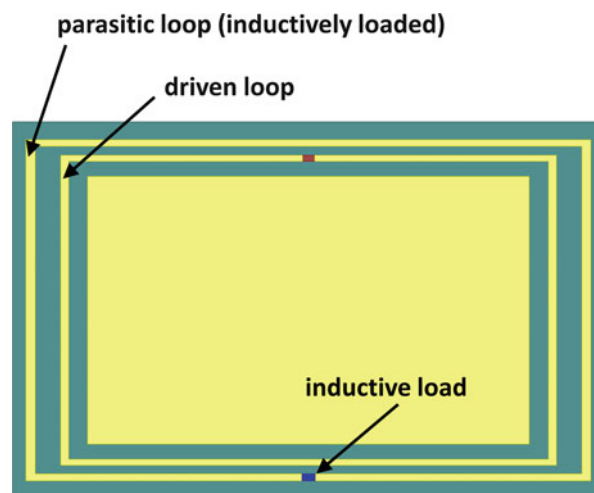 parasitic loop (inductively loaded)
driven loop
inductive load